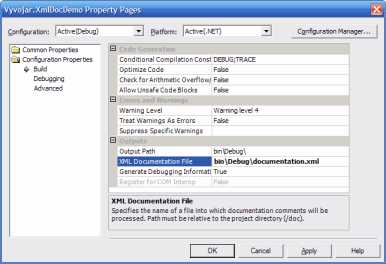 Vyvojar.XmlDocDemo Property Pages
Configuration: Active(Debug) Platform: Active(.NET) Configuration Manager...
Common Properties
Configuration Properties
Build
Debugging
Advanced
Code Generation
Conditional Compilation Const DEBUG;TRACE
Optimize Code False
Check for Arithmetic Overflow/ False
Allow Unsafe Code Blocks False
Errors and Warnings
Warning Level Warning level 4
Treat Warnings As Errors False
Suppress Specific Warnings
Outputs
Output Path bin\Debug\
XML Documentation File bin\Debug\documentation.xml
Generate Debugging Informati True
Register for COM Interop False
XML Documentation File
Specifies the name of a file into which documentation comments will be
processed. Path must be relative to the project directory (/doc).
OK Cancel Apply Help